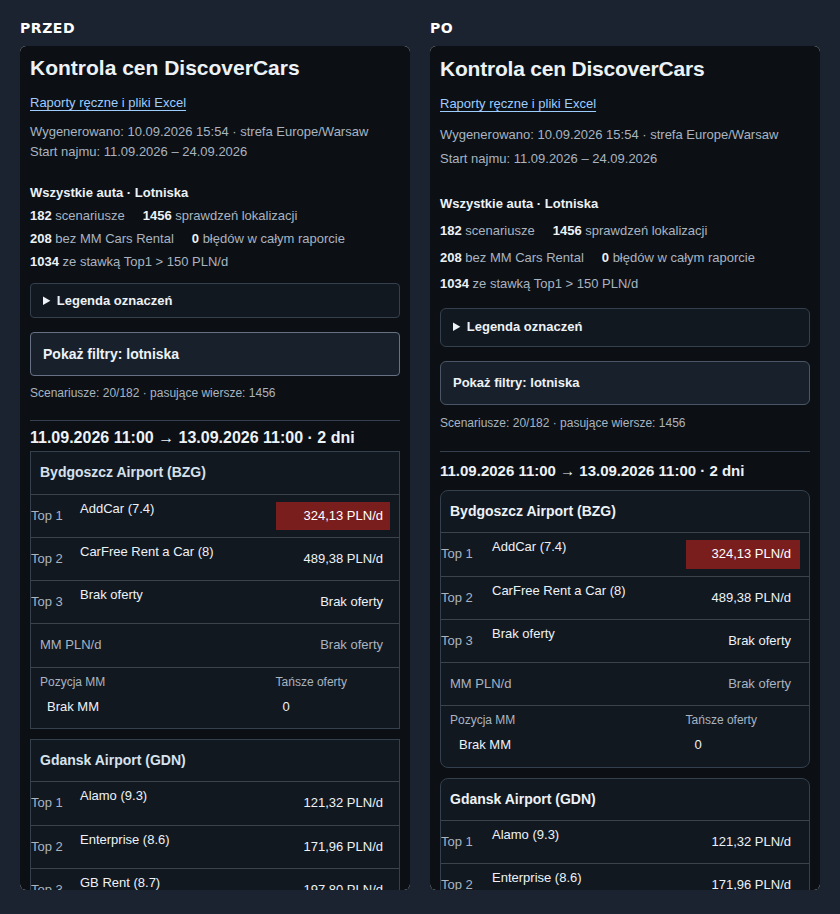 PRZED
Kontrola cen DiscoverCars
Raporty ręczne i pliki Excel
Wygenerowano: 10.09.2026 15:54 · strefa Europe/Warsaw
Start najmu: 11.09.2026 – 24.09.2026
Wszystkie auta · Lotniska
182 scenariusze 1456 sprawdzeń lokalizacji
208 bez MM Cars Rental 0 błędów w całym raporcie
1034 ze stawką Top1 > 150 PLN/d
▶ Legenda oznaczeń
Pokaż filtry: lotniska
Scenariusze: 20/182 · pasujące wiersze: 1456
11.09.2026 11:00 → 13.09.2026 11:00 · 2 dni
Bydgoszcz Airport (BZG)
Top 1 AddCar (7.4) 324,13 PLN/d
Top 2 CarFree Rent a Car (8) 489,38 PLN/d
Top 3 Brak oferty Brak oferty
MM PLN/d Brak oferty
Pozycja MM Tańsze oferty
Brak MM 0
Gdansk Airport (GDN)
Top 1 Alamo (9.3) 121,32 PLN/d
Top 2 Enterprise (8.6) 171,96 PLN/d
Top 3 GB Rent (8.7) 197,80 PLN/d
PO
Kontrola cen DiscoverCars
Raporty ręczne i pliki Excel
Wygenerowano: 10.09.2026 15:54 · strefa Europe/Warsaw
Start najmu: 11.09.2026 – 24.09.2026
Wszystkie auta · Lotniska
182 scenariusze 1456 sprawdzeń lokalizacji
208 bez MM Cars Rental 0 błędów w całym raporcie
1034 ze stawką Top1 > 150 PLN/d
▶ Legenda oznaczeń
Pokaż filtry: lotniska
Scenariusze: 20/182 · pasujące wiersze: 1456
11.09.2026 11:00 → 13.09.2026 11:00 · 2 dni
Bydgoszcz Airport (BZG)
Top 1 AddCar (7.4) 324,13 PLN/d
Top 2 CarFree Rent a Car (8) 489,38 PLN/d
Top 3 Brak oferty Brak oferty
MM PLN/d Brak oferty
Pozycja MM Tańsze oferty
Brak MM 0
Gdansk Airport (GDN)
Top 1 Alamo (9.3) 121,32 PLN/d
Top 2 Enterprise (8.6) 171,96 PLN/d